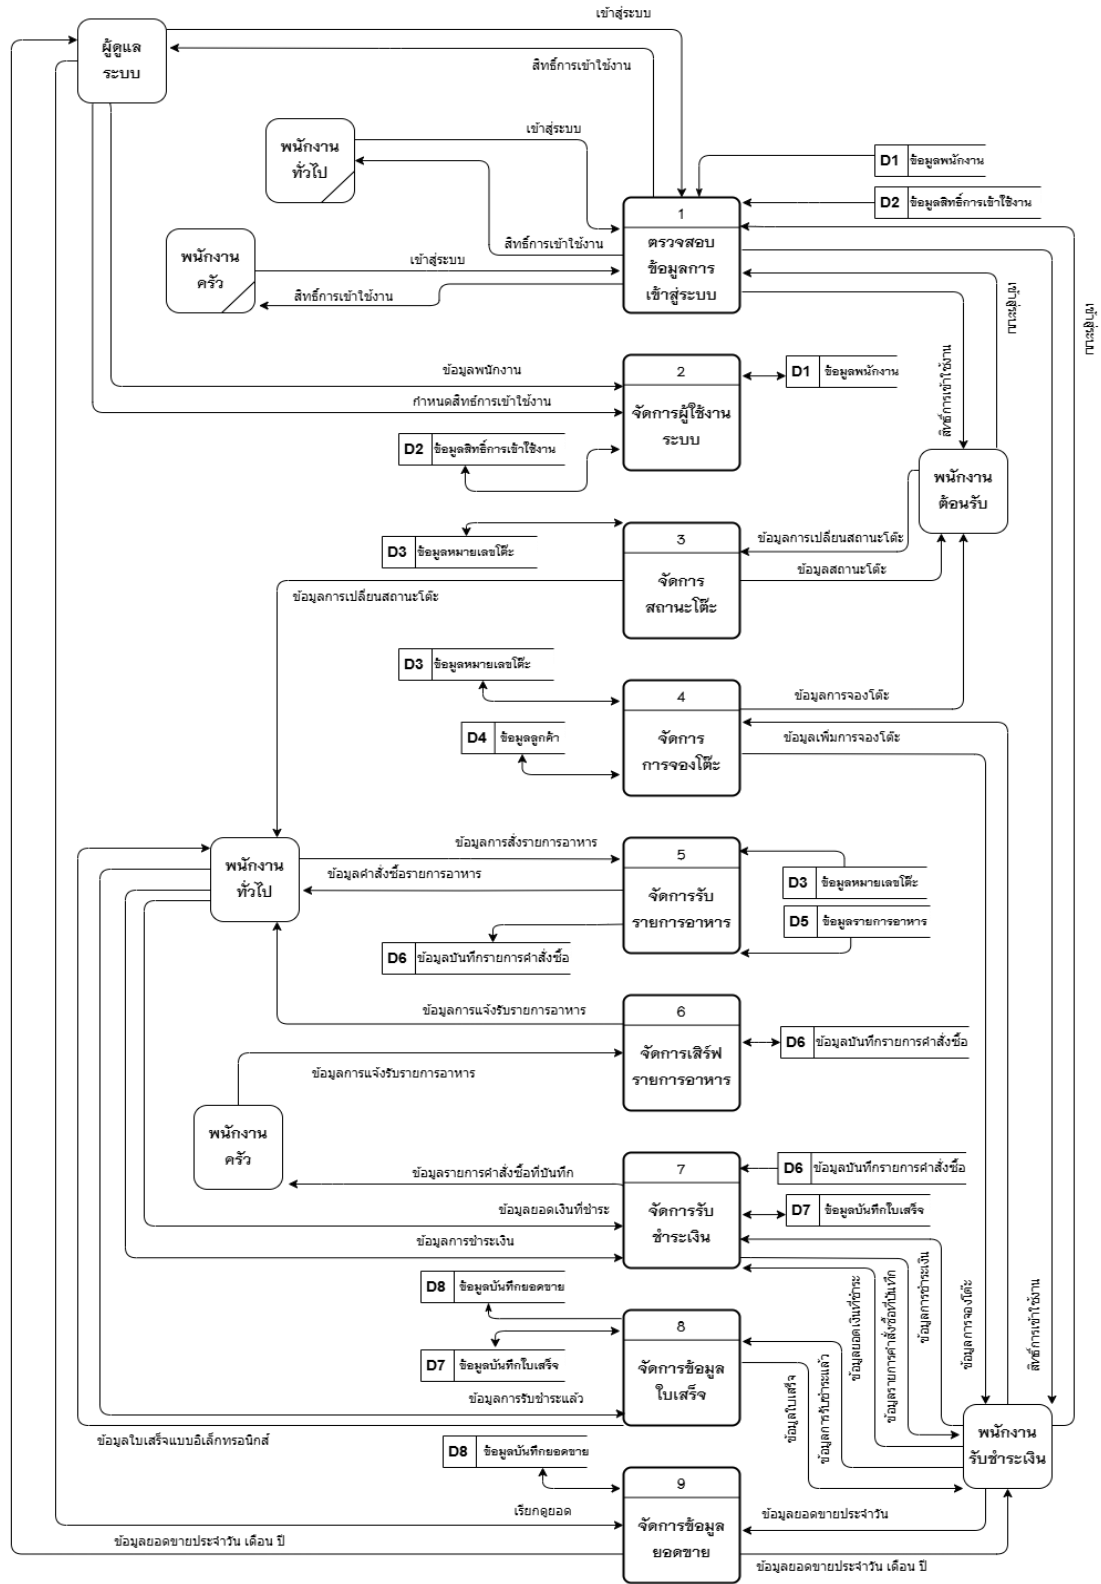 เข้าสู่ระบบ
ผู้ดูแล
ระบบ
สิทธิ์การเข้าใช้งาน
เข้าสู่ระบบ
พนักงาน
ทั่วไป
D1 ข้อมูลพนักงาน
D2 ข้อมูลสิทธิ์การเข้าใช้งาน
1
ตรวจสอบ
ข้อมูลการ
เข้าสู่ระบบ
สิทธิ์การเข้าใช้งาน
พนักงาน
ครัว
เข้าสู่ระบบ
สิทธิ์การเข้าใช้งาน
เข้าสู่ระบบ
เข้าสู่ระบบ
สิทธิ์การเข้าใช้งาน
ข้อมูลพนักงาน
2
จัดการผู้ใช้งาน
ระบบ
D1 ข้อมูลพนักงาน
กำหนดสิทธ์การเข้าใช้งาน
D2 ข้อมูลสิทธิ์การเข้าใช้งาน
พนักงาน
ต้อนรับ
3
จัดการ
สถานะโต๊ะ
D3 ข้อมูลหมายเลขโต๊ะ
ข้อมูลการเปลี่ยนสถานะโต๊ะ
ข้อมูลสถานะโต๊ะ
ข้อมูลการเปลี่ยนสถานะโต๊ะ
D3 ข้อมูลหมายเลขโต๊ะ
4
จัดการ
การจองโต๊ะ
ข้อมูลการจองโต๊ะ
D4 ข้อมูลลูกค้า
ข้อมูลเพิ่มการจองโต๊ะ
พนักงาน
ทั่วไป
ข้อมูลการสั่งรายการอาหาร
ข้อมูลคำสั่งซื้อรายการอาหาร
5
จัดการรับ
รายการอาหาร
D3 ข้อมูลหมายเลขโต๊ะ
D5 ข้อมูลรายการอาหาร
D6 ข้อมูลบันทึกรายการคำสั่งซื้อ
ข้อมูลการแจ้งรับรายการอาหาร
6
จัดการเสิร์ฟ
รายการอาหาร
D6 ข้อมูลบันทึกรายการคำสั่งซื้อ
ข้อมูลการแจ้งรับรายการอาหาร
พนักงาน
ครัว
ข้อมูลรายการคำสั่งซื้อที่บันทึก
7
จัดการรับ
ชำระเงิน
D6 ข้อมูลบันทึกรายการคำสั่งซื้อ
D7 ข้อมูลบันทึกใบเสร็จ
ข้อมูลยอดเงินที่ชำระ
ข้อมูลการชำระเงิน
D8 ข้อมูลบันทึกยอดขาย
8
จัดการข้อมูล
ใบเสร็จ
D7 ข้อมูลบันทึกใบเสร็จ
ข้อมูลการรับชำระแล้ว
ข้อมูลใบเสร็จแบบอิเล็กทรอนิกส์
ข้อมูลใบเสร็จ
ข้อมูลการรับชำระแล้ว
ข้อมูลยอดเงินที่ชำระ
ข้อมูลรายการคำสั่งซื้อที่บันทึก
ข้อมูลการชำระเงิน
ข้อมูลการจองโต๊ะ
สิทธิ์การเข้าใช้งาน
พนักงาน
รับชำระเงิน
D8 ข้อมูลบันทึกยอดขาย
9
จัดการข้อมูล
ยอดขาย
เรียกดูยอด
ข้อมูลยอดขายประจำวัน
ข้อมูลยอดขายประจำวัน เดือน ปี
ข้อมูลยอดขายประจำวัน เดือน ปี